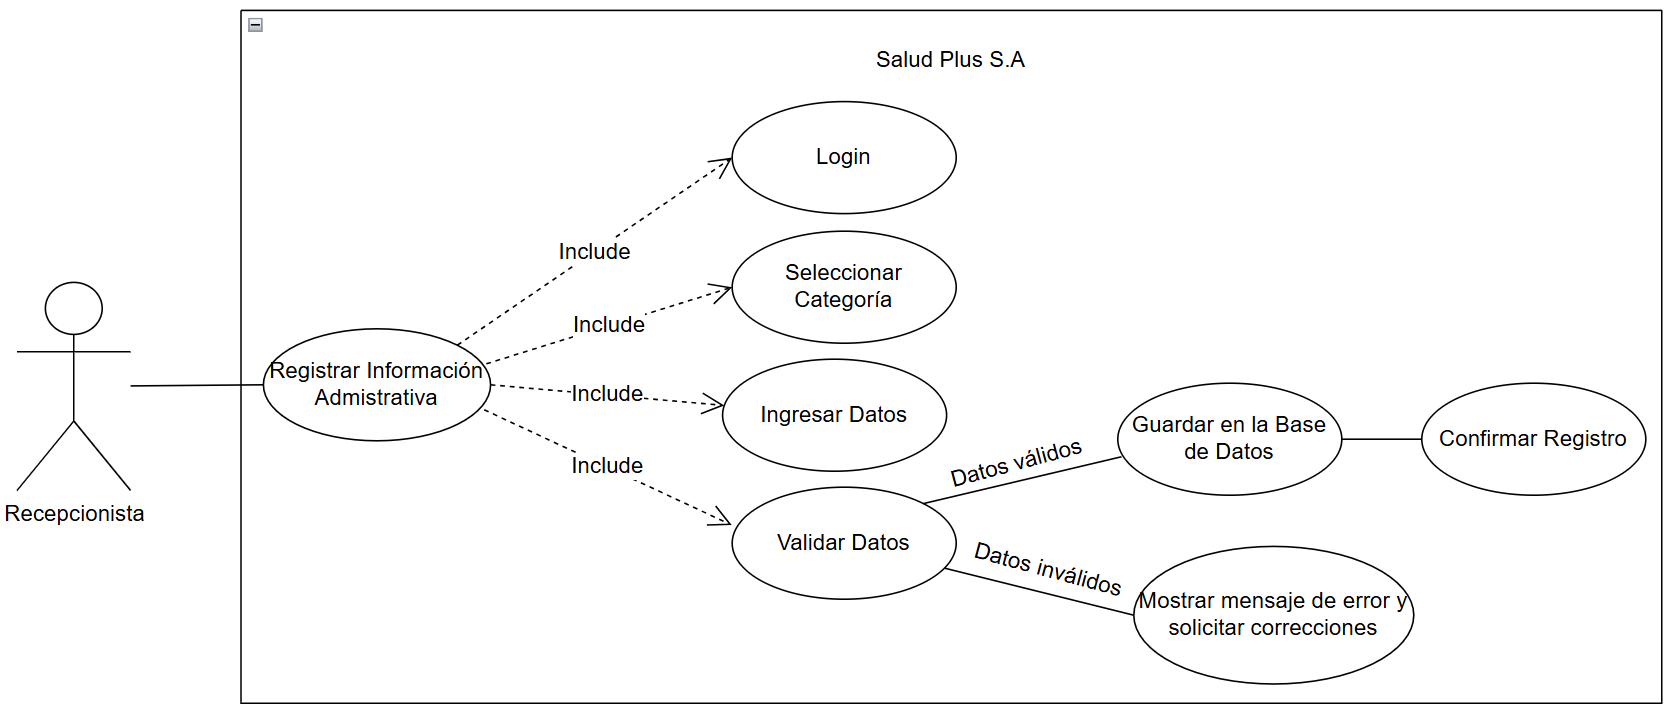 Salud Plus S.A
Login
Include
Seleccionar
Categoría
Include
Registrar Información
Admistrativa
Include
Ingresar Datos
Include
Datos válidos
Guardar en la Base
de Datos
Confirmar Registro
Recepcionista
Validar Datos
Datos inválidos
Mostrar mensaje de error y
solicitar correcciones